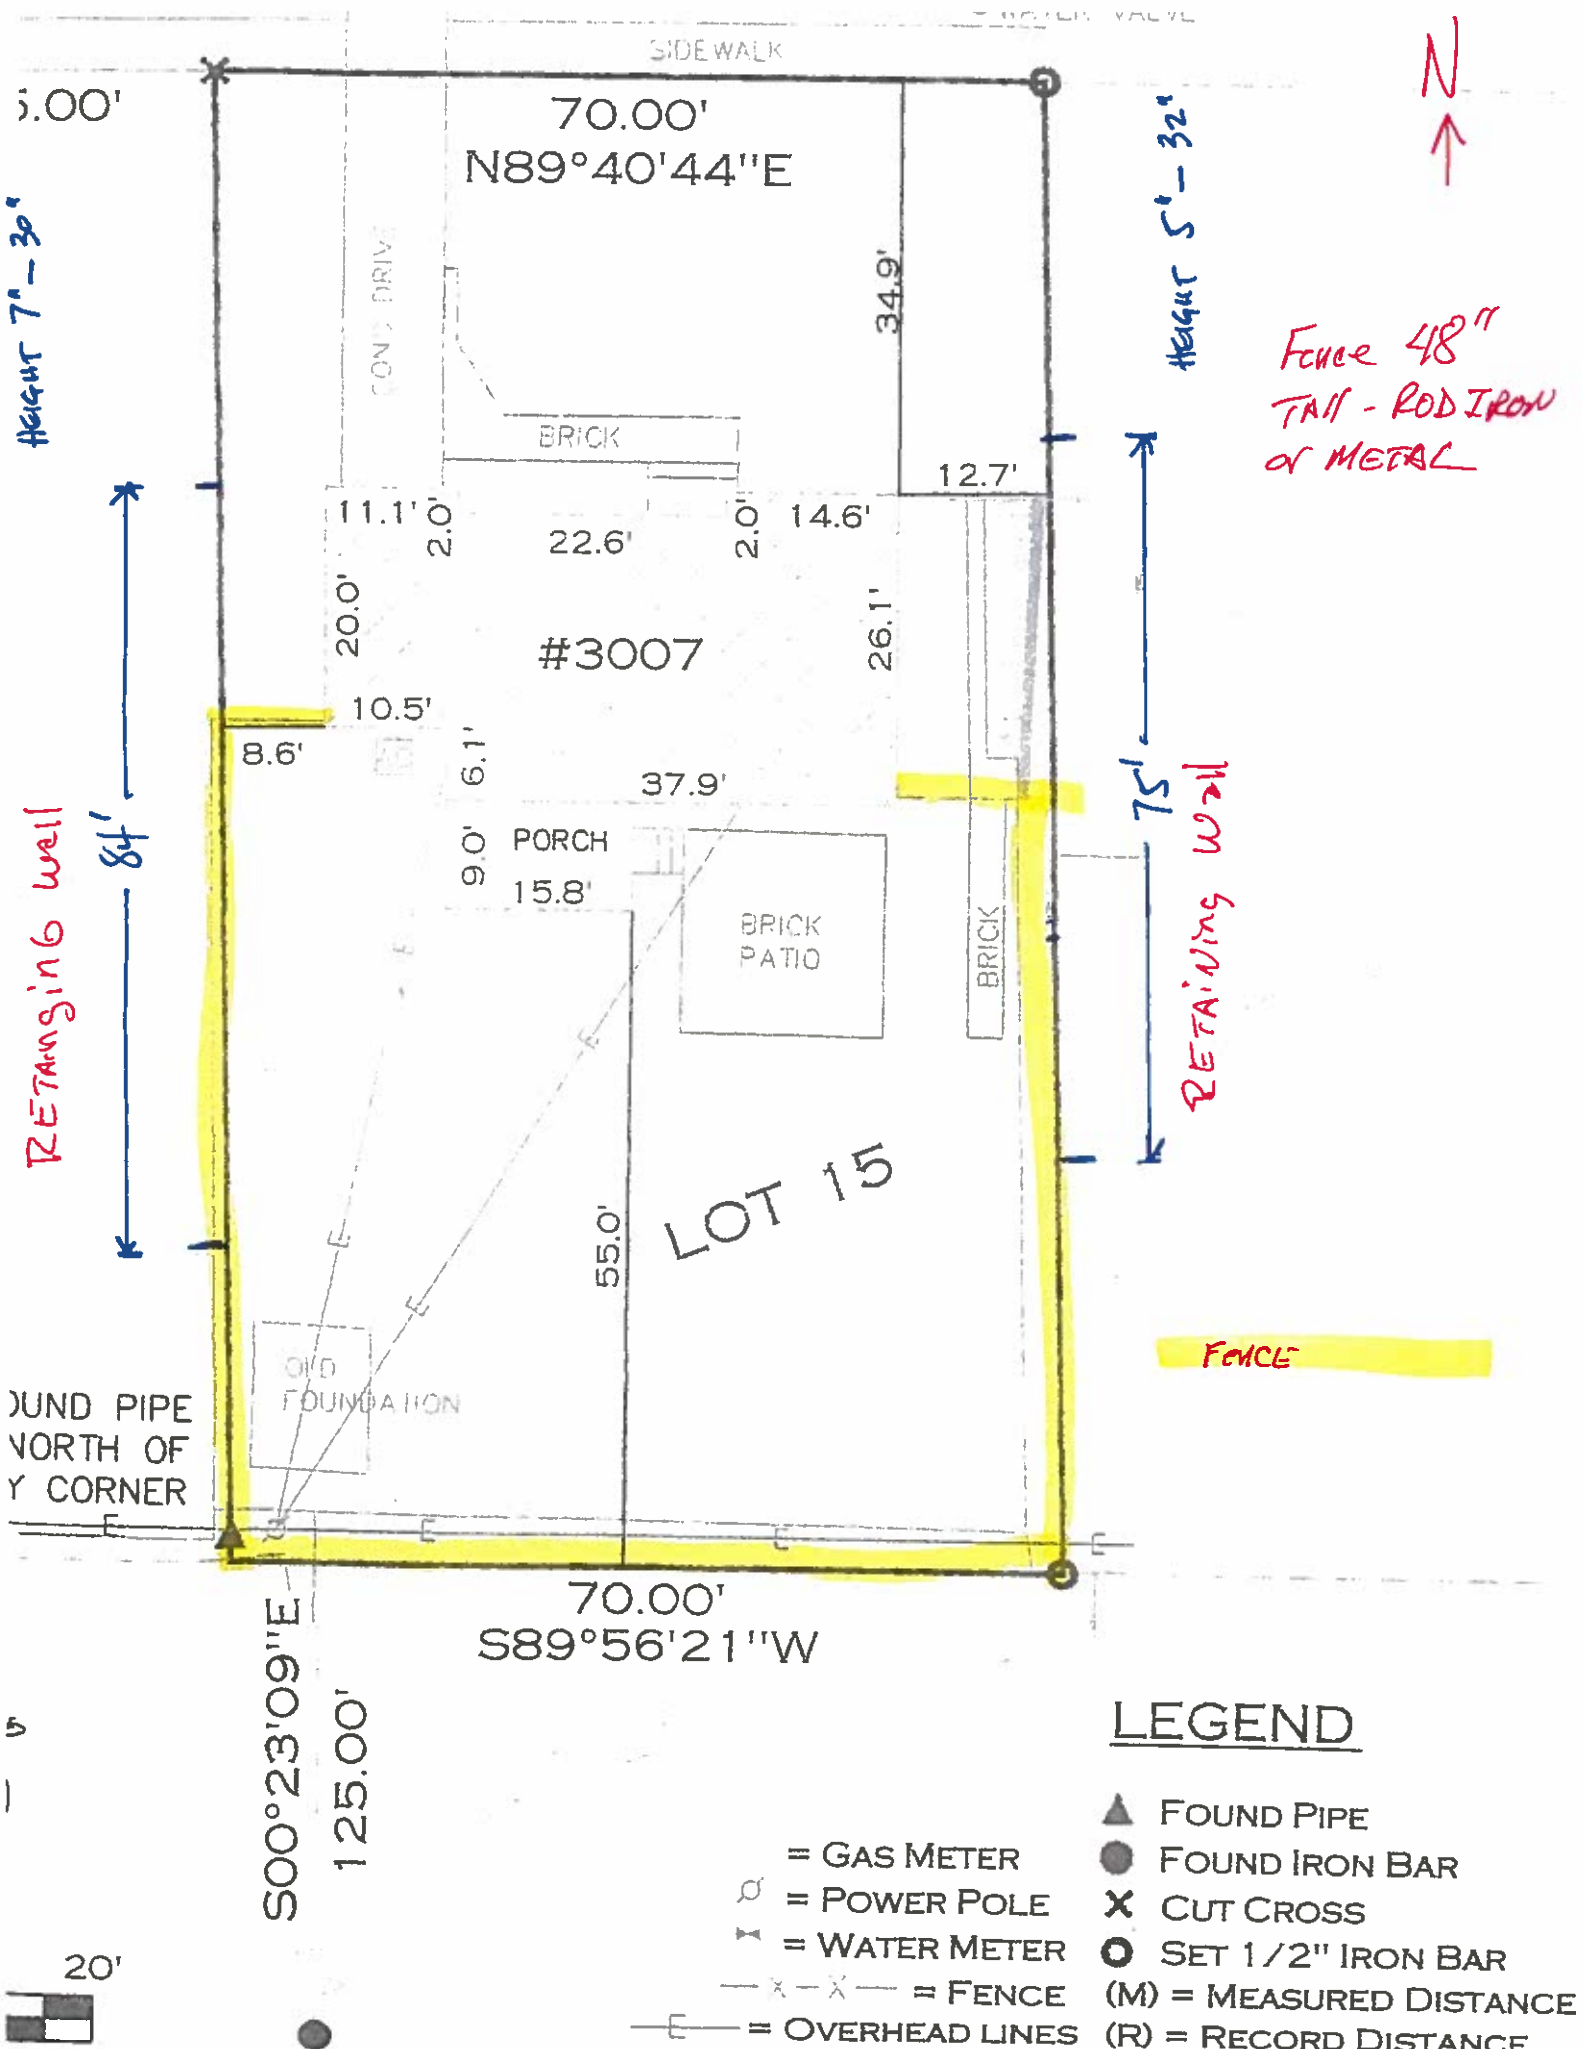 WATER VALVE
SIDEWALK
N
5.00'
70.00'
N89°40'44"E
HEIGHT 7"-30"
HEIGHT 5"-32"
DRIVE
34.9'
Fence 48"
TAll - ROD IRON
or METAL
BRICK
12.7'
11.1'
2.0'
22.6'
2.0'
14.6'
20.0'
#3007
26.1'
10.5'
8.6'
6.1'
37.9'
84'
RETAingin6 wall
75'
RETAiNing Wall
9.0'
PORCH
15.8'
BRICK
PATIO
BRICK
E
E
E
E
LOT 15
55.0'
FENCE
OLD
FOUNDATION
OUND PIPE
NORTH OF
Y CORNER
E
E
E
E
70.00'
S89°56'21"W
S00°23'09"E
125.00'
LEGEND
FOUND PIPE
= GAS METER
FOUND IRON BAR
= POWER POLE
CUT CROSS
= WATER METER
SET 1/2" IRON BAR
20'
X X = FENCE
(M) = MEASURED DISTANCE
E = OVERHEAD LINES
(R) = RECORD DISTANCE